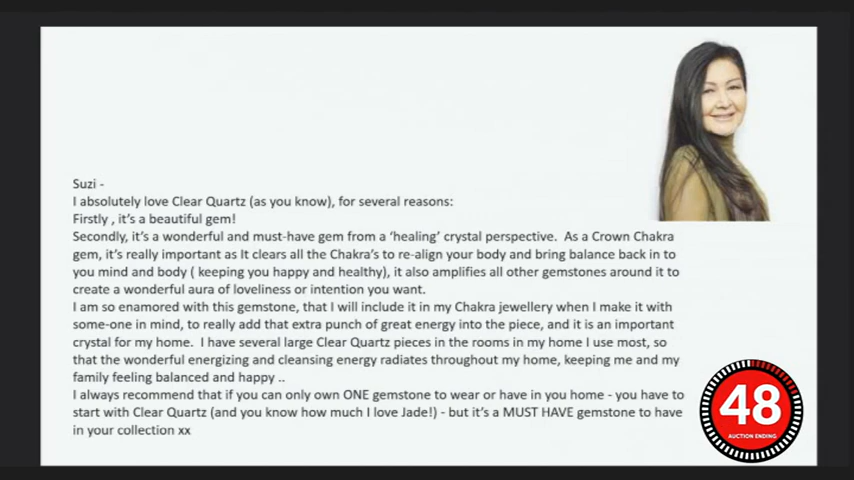 Suzi -
I absolutely love Clear Quartz (as you know), for several reasons:
Firstly , it's a beautiful gem!
Secondly, it's a wonderful and must-have gem from a 'healing' crystal perspective. As a Crown Chakra
gem, it's really important as It clears all the Chakra's to re-align your body and bring balance back in to
you mind and body ( keeping you happy and healthy), it also amplifies all other gemstones around it to
create a wonderful aura of loveliness or intention you want.
I am so enamored with this gemstone, that I will include it in my Chakra jewellery when I make it with
some-one in mind, to really add that extra punch of great energy into the piece, and it is an important
crystal for my home. I have several large Clear Quartz pieces in the rooms in my home I use most, so
that the wonderful energizing and cleansing energy radiates throughout my home, keeping me and my
family feeling balanced and happy ..
I always recommend that if you can only own ONE gemstone to wear or have in you home - you have to
start with Clear Quartz (and you know how much I love Jade!) - but it's a MUST HAVE gemstone to have
in your collection xx
48
AUCTION ENDING